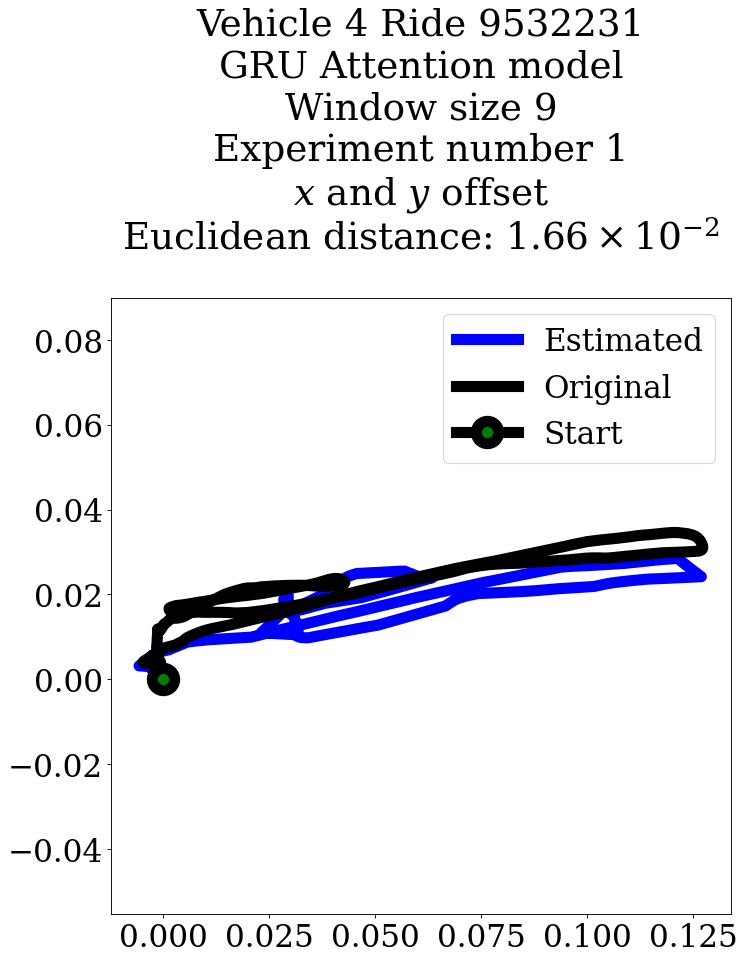 Vehicle 4 Ride 9532231
GRU Attention model
Window size 9
Experiment number 1
x and y offset
Euclidean distance: 1.66 × 10⁻²
Estimated
Original
Start
0.08
0.06
0.04
0.02
0.00
−0.02
−0.04
0.000 0.025 0.050 0.075 0.100 0.125